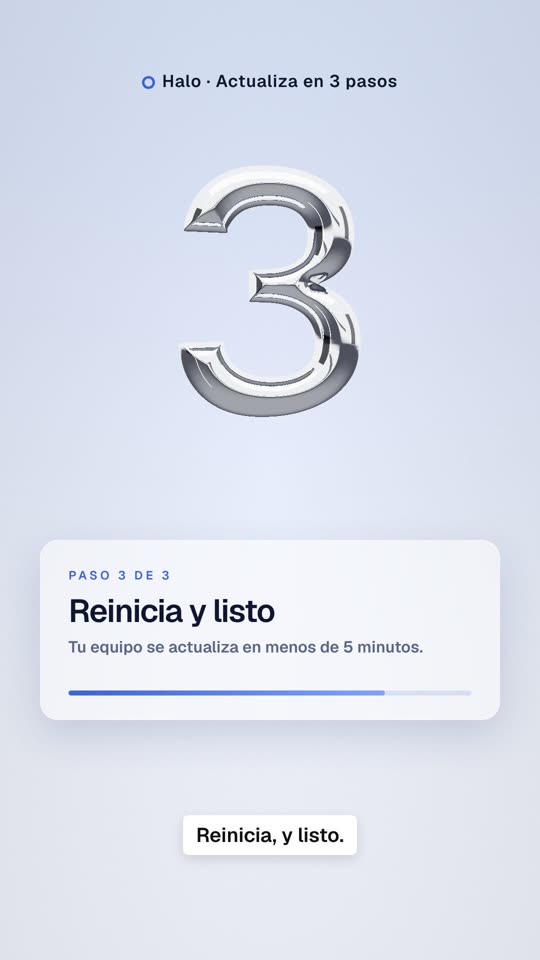 Halo · Actualiza en 3 pasos
3
PASO 3 DE 3
Reinicia y listo
Tu equipo se actualiza en menos de 5 minutos.
Reinicia, y listo.